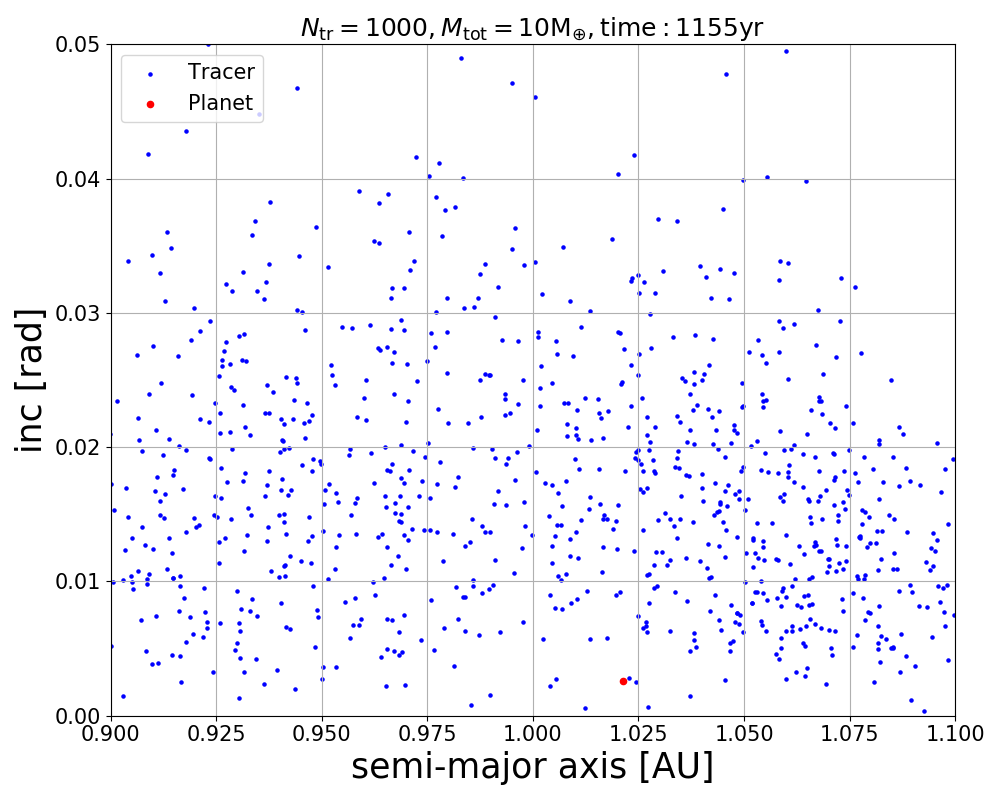 N_tr = 1000, M_tot = 10M_⊕, time : 1155yr
Tracer
Planet
inc [rad]
0.05
0.04
0.03
0.02
0.01
0.00
0.900 0.925 0.950 0.975 1.000 1.025 1.050 1.075 1.100
semi-major axis [AU]